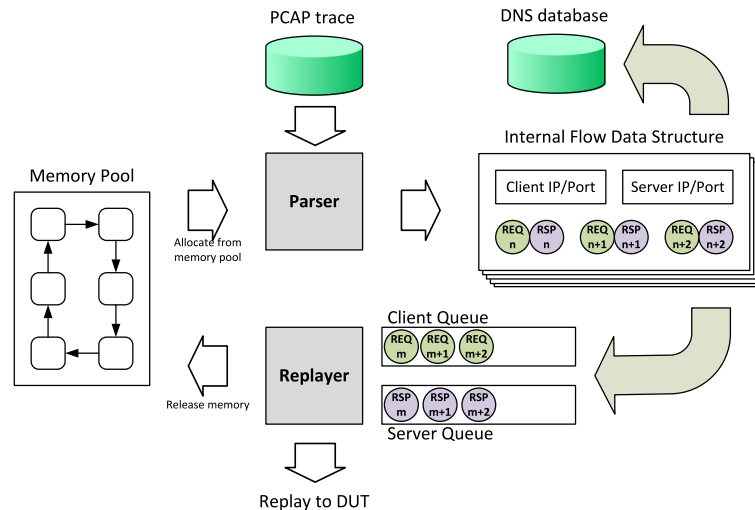 PCAP trace
DNS database
Memory Pool
Allocate from
memory pool
Parser
Internal Flow Data Structure
Client IP/Port
Server IP/Port
REQ
n
RSP
n
REQ
n+1
RSP
n+1
REQ
n+2
RSP
n+2
Release memory
Replayer
Client Queue
REQ
m
REQ
m+1
REQ
m+2
RSP
m
RSP
m+1
RSP
m+2
Server Queue
Replay to DUT